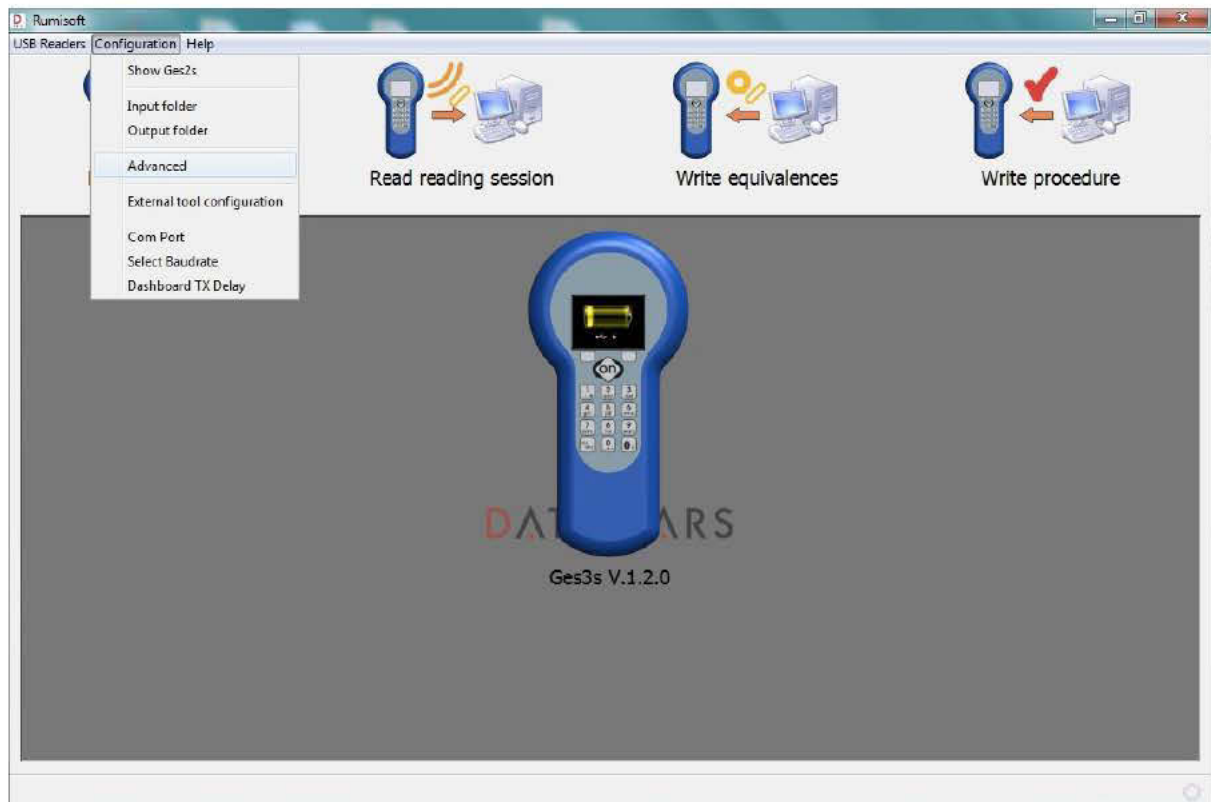 Rumisoft
USB Readers Configuration Help
Show Ges2s
Input folder
Output folder
Advanced
External tool configuration
Com Port
Select Baudrate
Dashboard TX Delay
Read reading session
Write equivalences
Write procedure
on
Ges3s V.1.2.0